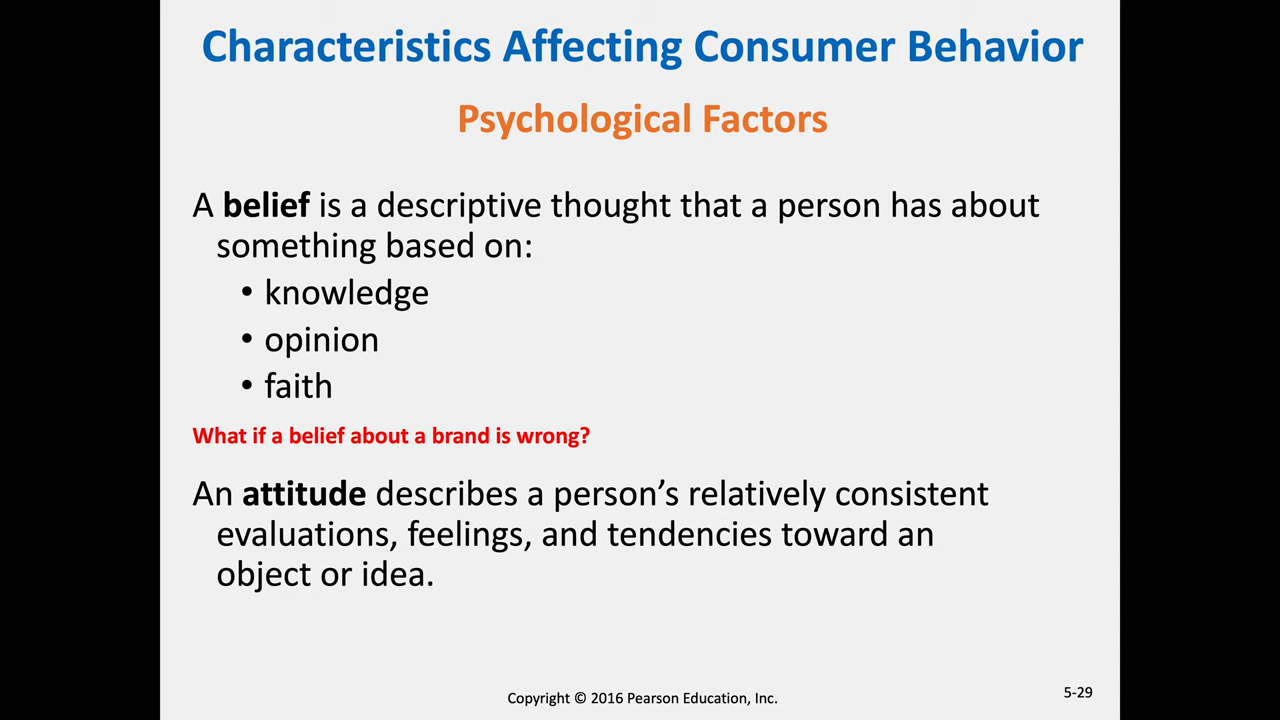 Characteristics Affecting Consumer Behavior
Psychological Factors
A belief is a descriptive thought that a person has about
something based on:
• knowledge
• opinion
• faith
What if a belief about a brand is wrong?
An attitude describes a person’s relatively consistent
evaluations, feelings, and tendencies toward an
object or idea.
Copyright © 2016 Pearson Education, Inc.
5-29